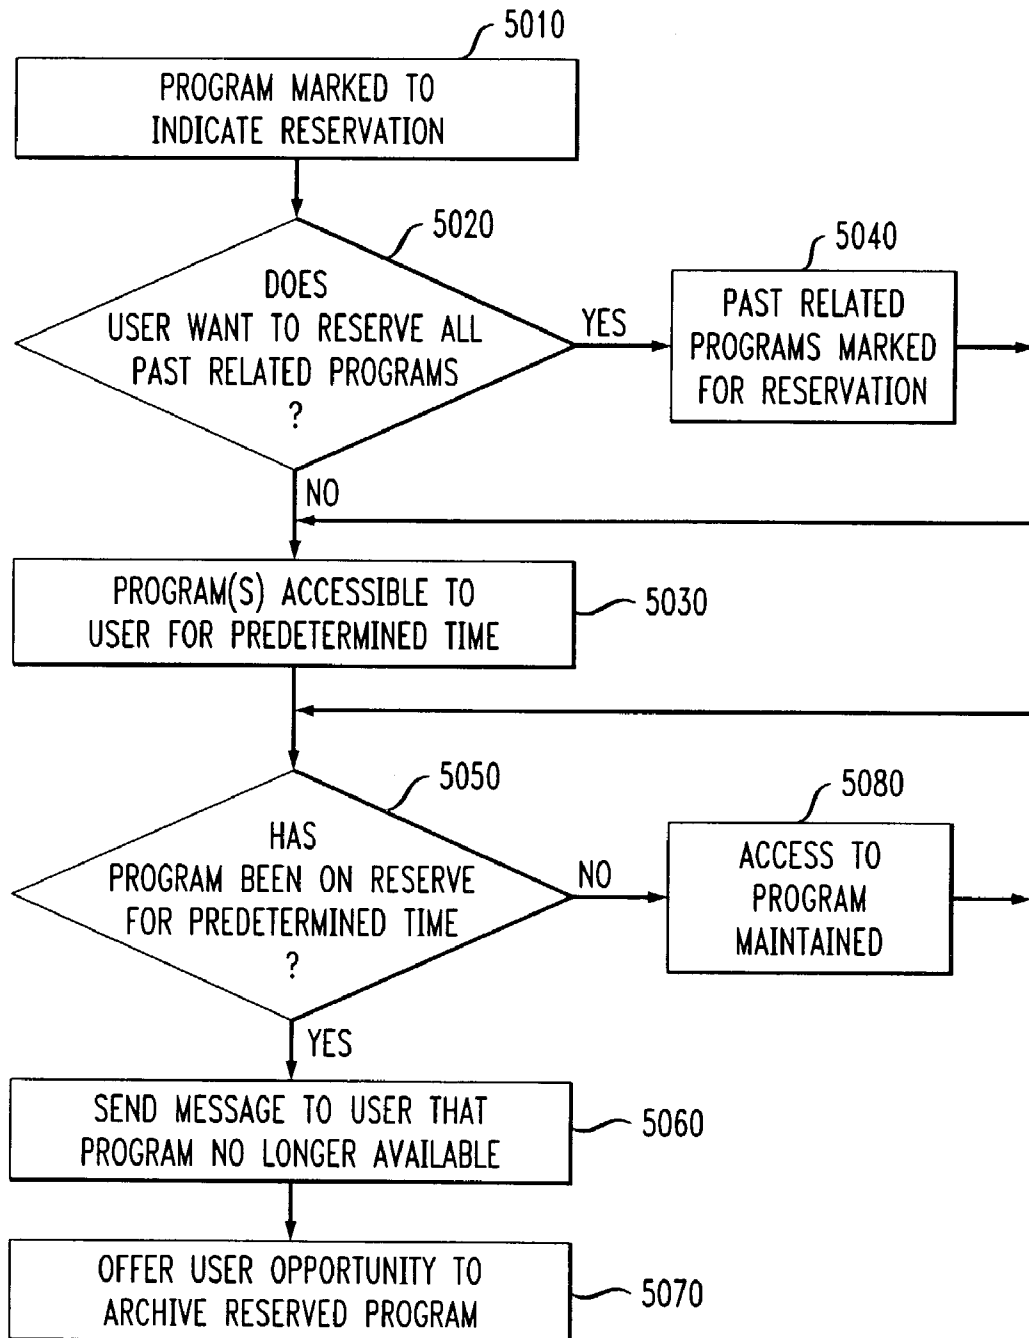 5010
PROGRAM MARKED TO
INDICATE RESERVATION
5020
DOES
USER WANT TO RESERVE ALL
PAST RELATED PROGRAMS
?
YES
5040
PAST RELATED
PROGRAMS MARKED
FOR RESERVATION
NO
PROGRAM(S) ACCESSIBLE TO
USER FOR PREDETERMINED TIME
5030
5050
HAS
PROGRAM BEEN ON RESERVE
FOR PREDETERMINED TIME
?
NO
5080
ACCESS TO
PROGRAM
MAINTAINED
YES
SEND MESSAGE TO USER THAT
PROGRAM NO LONGER AVAILABLE
5060
OFFER USER OPPORTUNITY TO
ARCHIVE RESERVED PROGRAM
5070